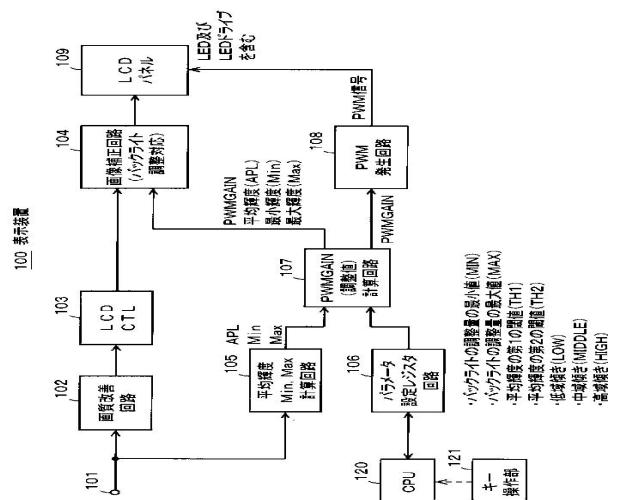 100 表示装置
101
102
画質改善
回路
103
LCD
CTL
104
画像補正回路
(バックライト
調整対応)
109
LCD
パネル
LED及び
LEDドライブ
を含む
105
平均輝度
Min. Max
計算回路
APL
Min
Max
107
PWMGAIN
(調整値)
計算回路
PWMGAIN
平均輝度(APL)
最小輝度(Min)
最大輝度(Max)
PWMGAIN
108
PWM
発生回路
PWM信号
106
パラメータ
設定レジスタ
回路
120
CPU
121
キー
操作部
・バックライトの調整量の最小値(MIN)
・バックライトの調整量の最大値(MAX)
・平均輝度の第1の閾値(TH1)
・平均輝度の第2の閾値(TH2)
・低域傾き(LOW)
・中域傾き(MIDDLE)
・高域傾き(HIGH)